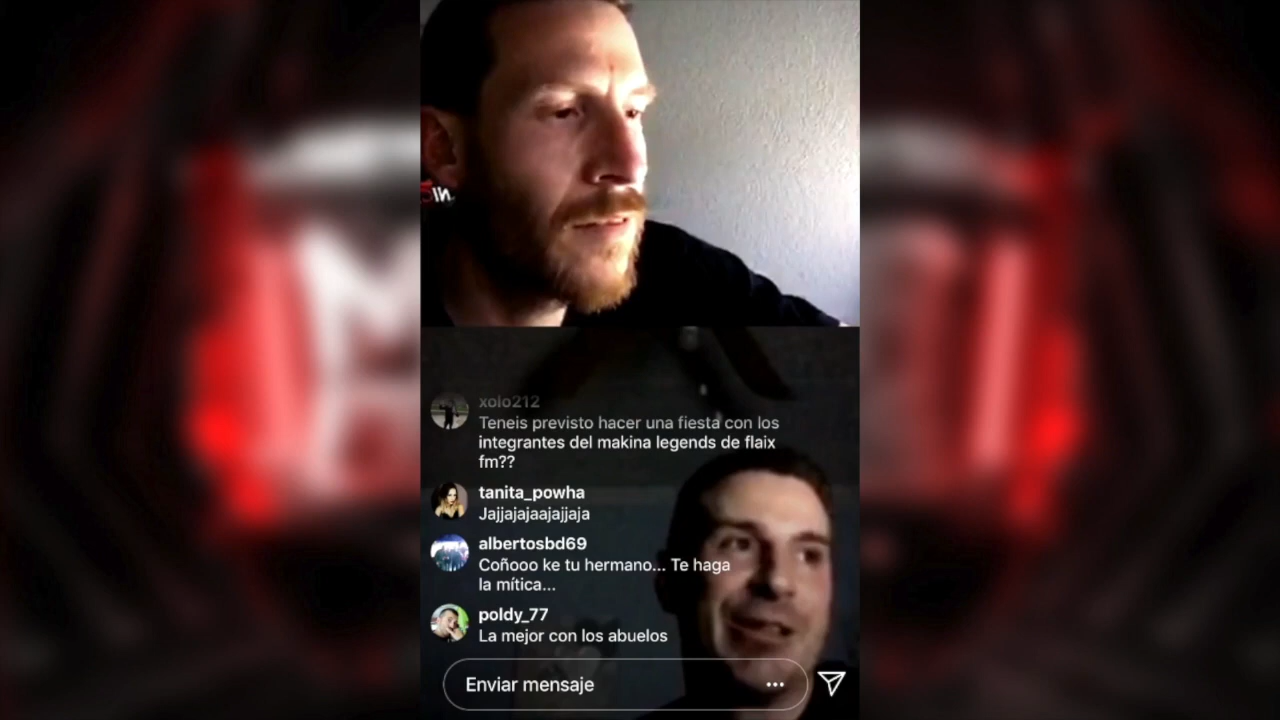 xolo212
Teneis previsto hacer una fiesta con los
integrantes del makina legends de flaix
fm??
tanita_powha
Jajjajajaajajjaja
albertosbd69
Coñooo ke tu hermano... Te haga
la mítica...
poldy_77
La mejor con los abuelos
Enviar mensaje